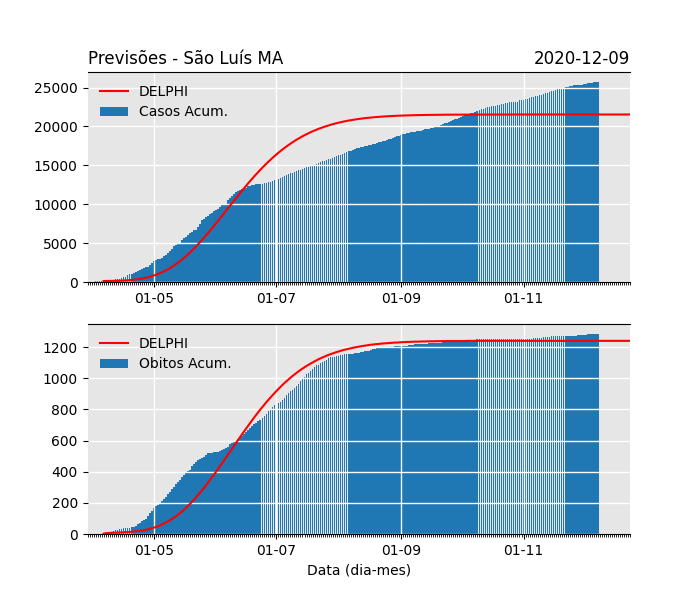 Previsões - São Luís MA 2020-12-09
DELPHI
Casos Acum.
25000
20000
15000
10000
5000
0
01-05 01-07 01-09 01-11
DELPHI
Obitos Acum.
1200
1000
800
600
400
200
0
01-05 01-07 01-09 01-11
Data (dia-mes)